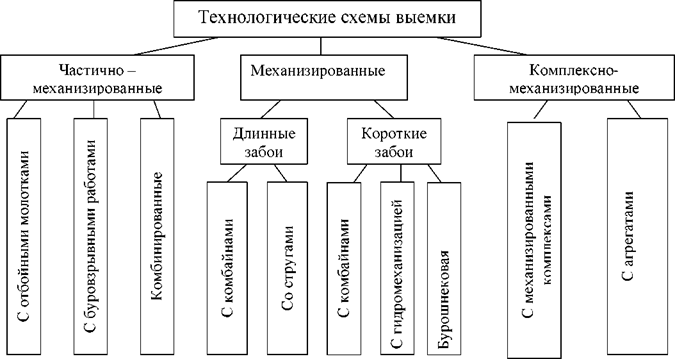 Технологические схемы выемки
Частично –
механизированные
Механизированные
Комплексно-
механизированные
Длинные
забои
Короткие
забои
С отбойными молотками
С буровзрывными работами
Комбинированные
С комбайнами
Со стругами
С комбайнами
С гидромеханизацией
Бурошнековая
С механизированными
комплексами
С агрегатами